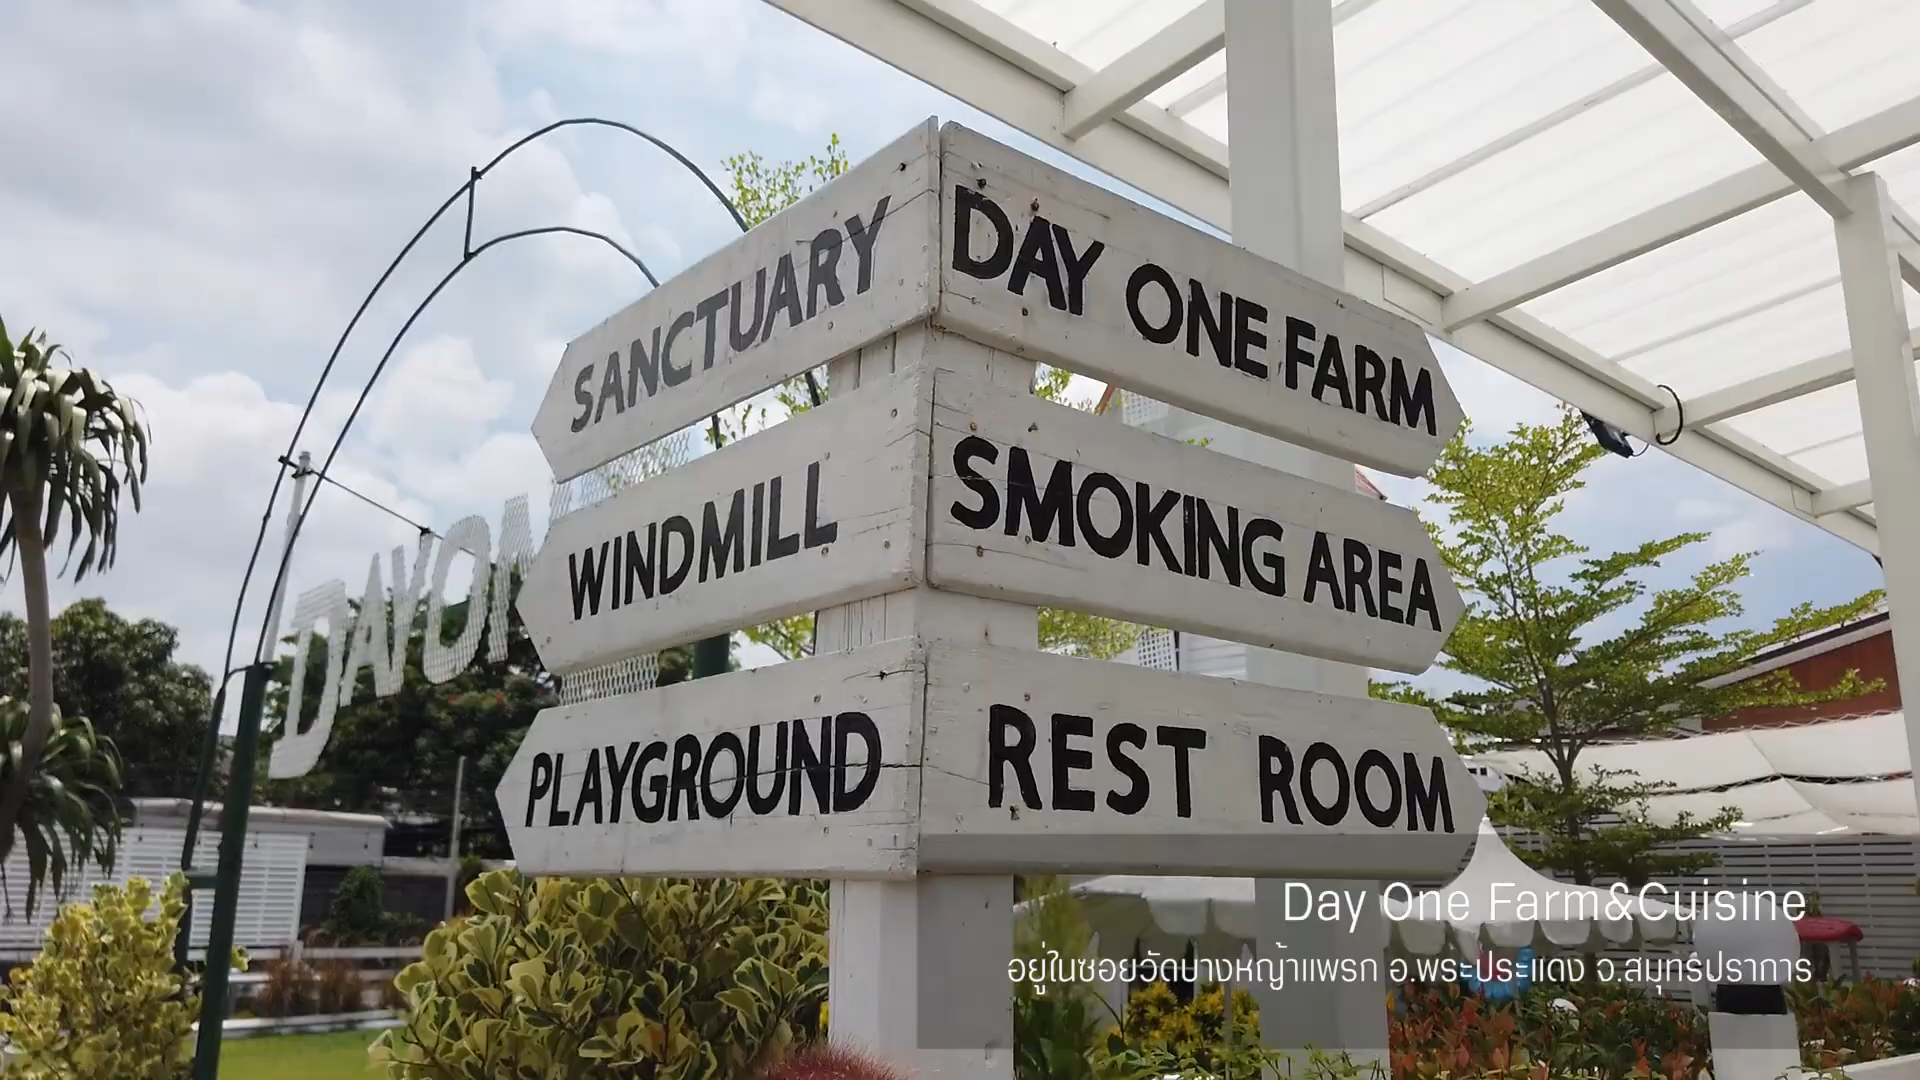 SANCTUARY
DAY ONE FARM
WINDMILL
SMOKING AREA
PLAYGROUND
REST ROOM
DAYON
Day One Farm&Cuisine
อยู่ในซอยวัดบางหญ้าแพรก อ.พระประแดง จ.สมุทรปราการ